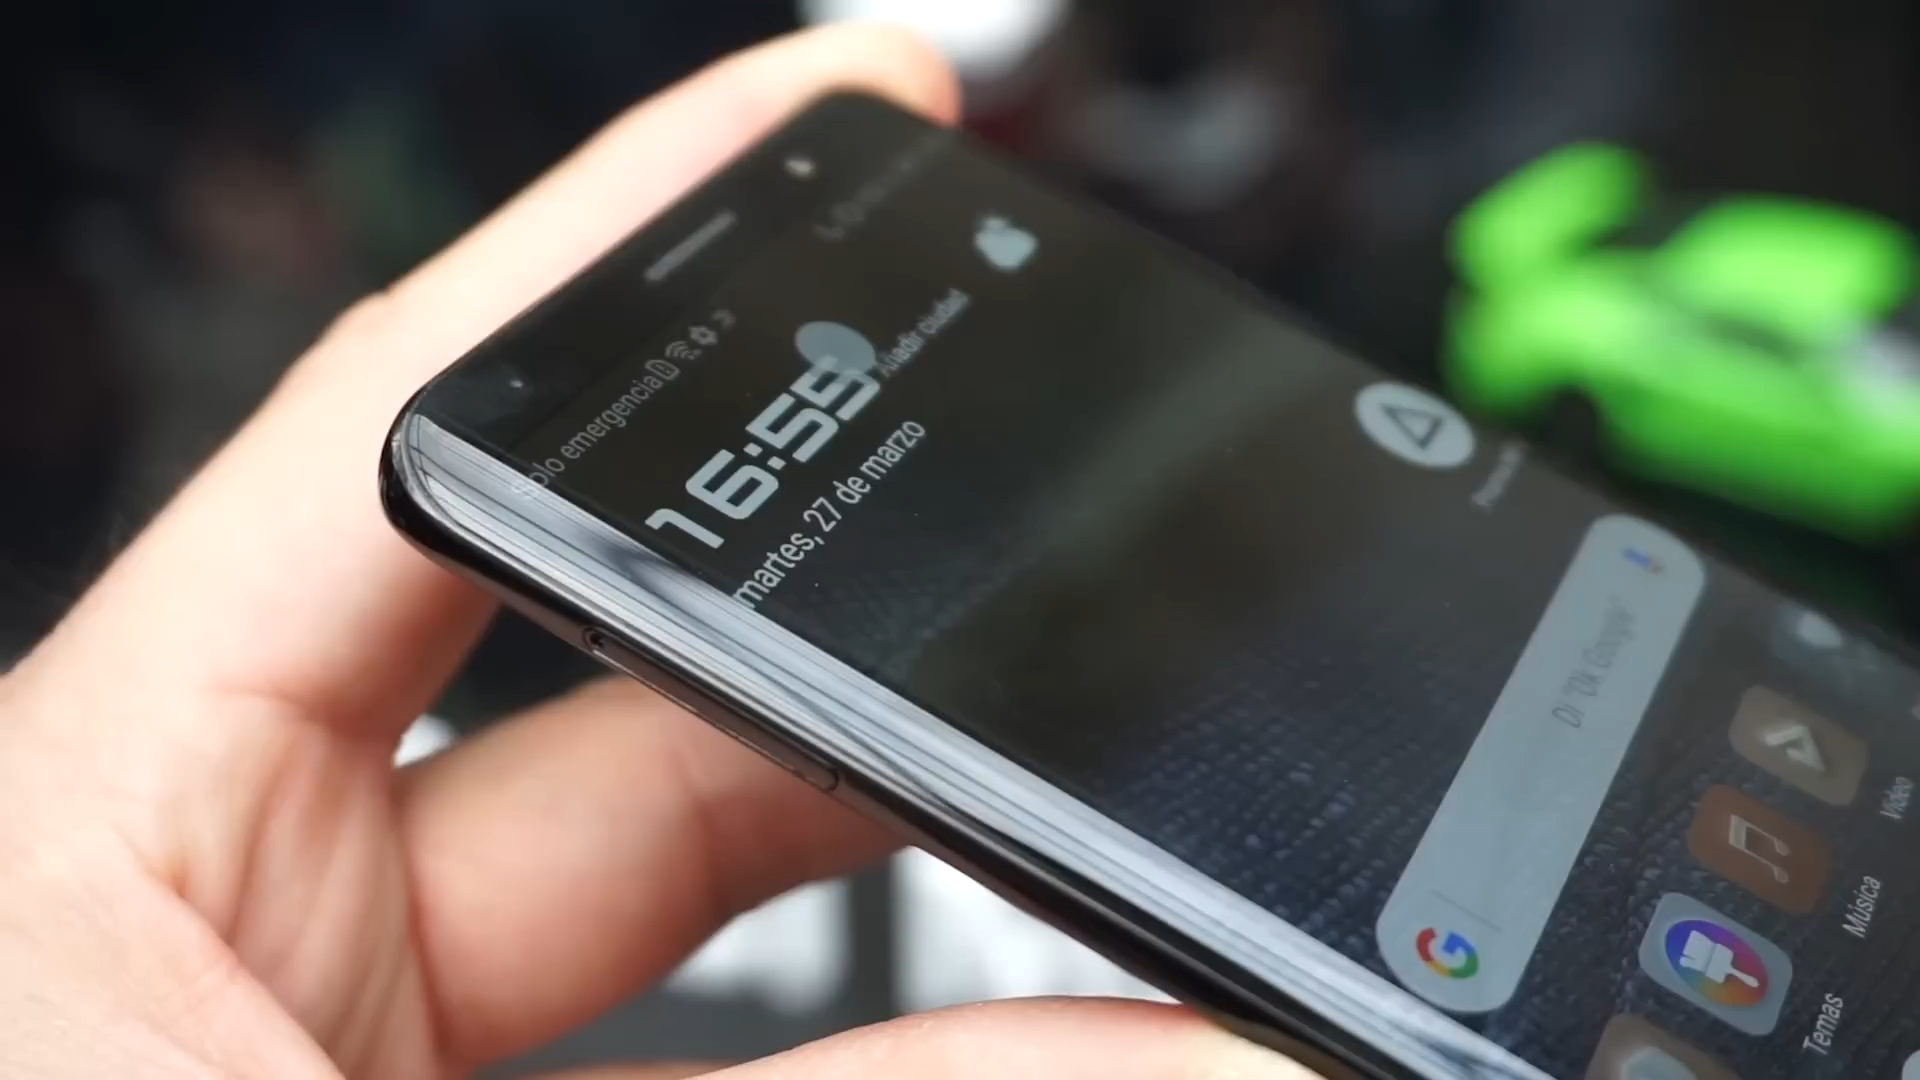 Solo emergencia
16:55
Añadir ciudad
martes, 27 de marzo
Di "Ok Google"
G
Vídeo
Música
Temas